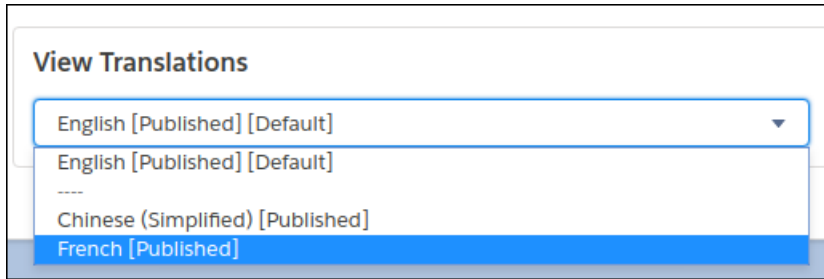 View Translations
English [Published] [Default]
English [Published] [Default]
----
Chinese (Simplified) [Published]
French [Published]